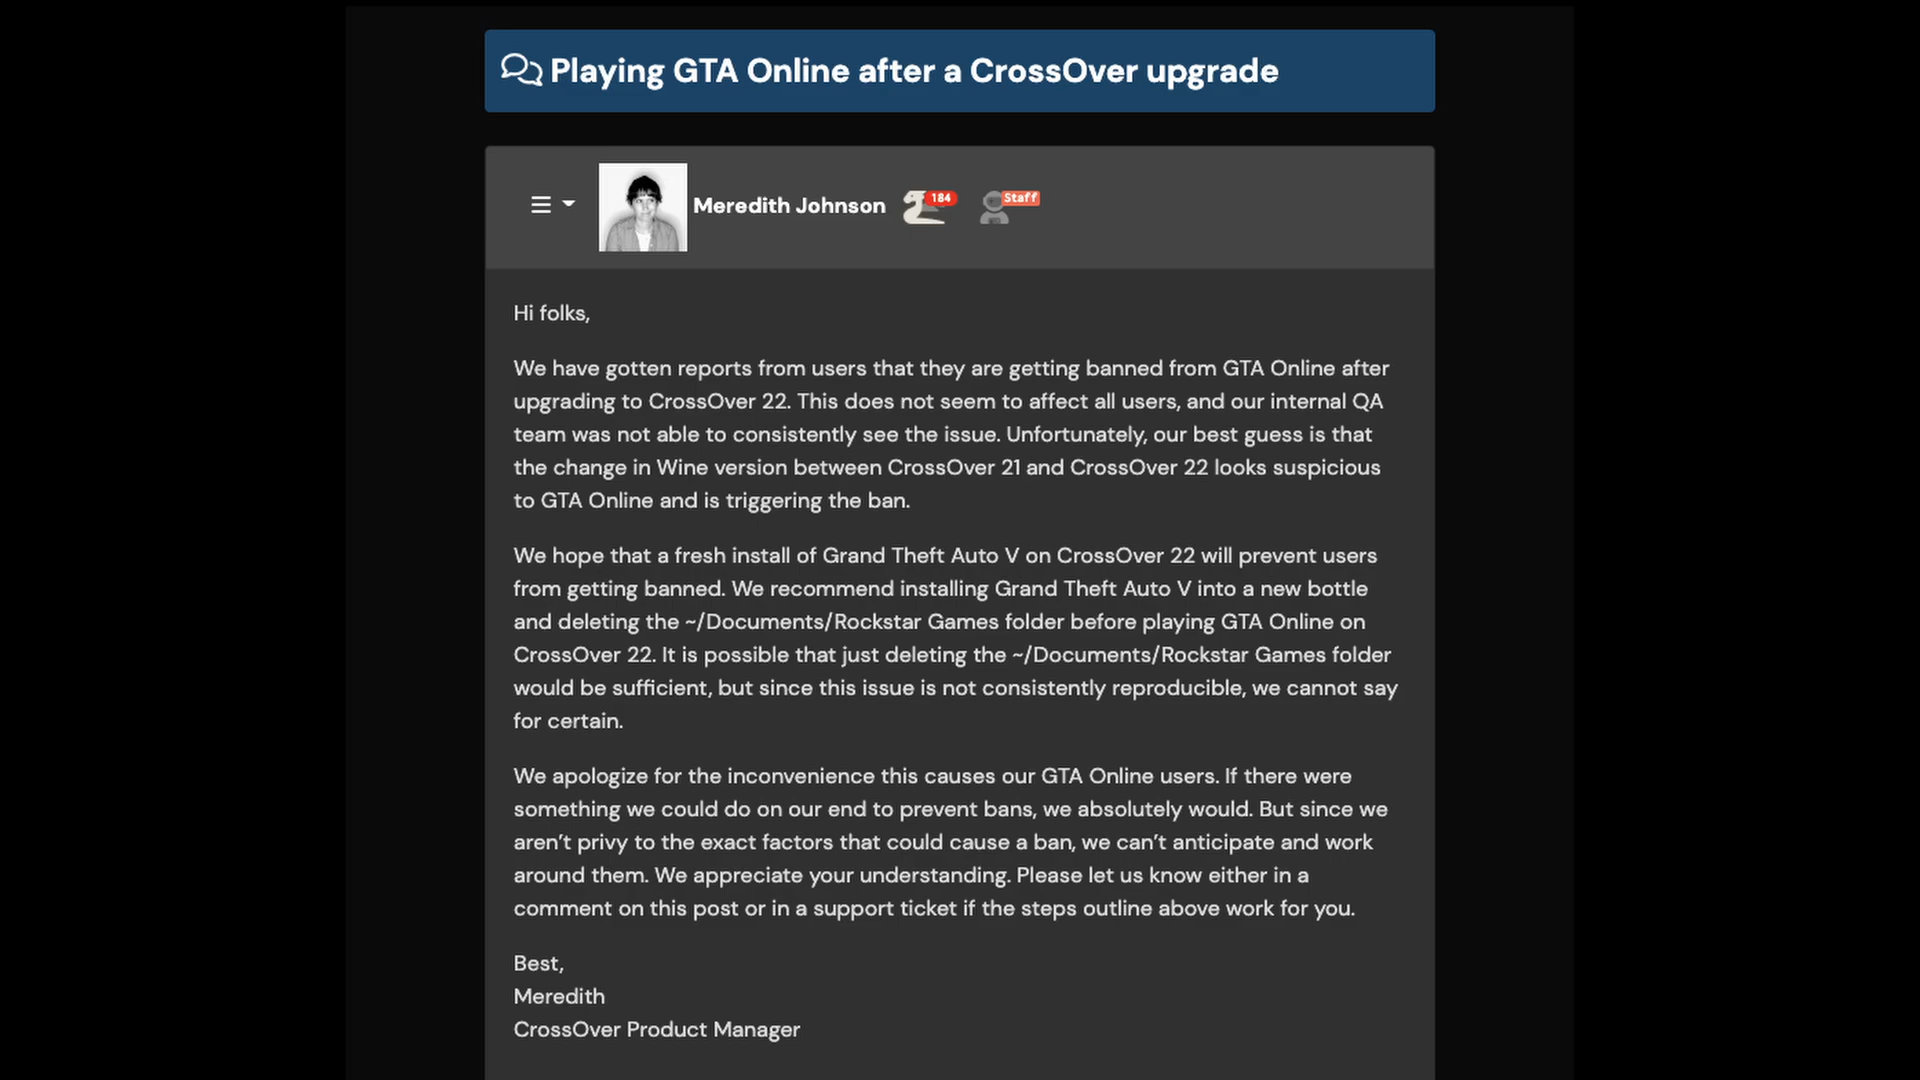 Playing GTA Online after a CrossOver upgrade
Meredith Johnson 184 Staff
Hi folks,
We have gotten reports from users that they are getting banned from GTA Online after
upgrading to CrossOver 22. This does not seem to affect all users, and our internal QA
team was not able to consistently see the issue. Unfortunately, our best guess is that
the change in Wine version between CrossOver 21 and CrossOver 22 looks suspicious
to GTA Online and is triggering the ban.
We hope that a fresh install of Grand Theft Auto V on CrossOver 22 will prevent users
from getting banned. We recommend installing Grand Theft Auto V into a new bottle
and deleting the ~/Documents/Rockstar Games folder before playing GTA Online on
CrossOver 22. It is possible that just deleting the ~/Documents/Rockstar Games folder
would be sufficient, but since this issue is not consistently reproducible, we cannot say
for certain.
We apologize for the inconvenience this causes our GTA Online users. If there were
something we could do on our end to prevent bans, we absolutely would. But since we
aren’t privy to the exact factors that could cause a ban, we can’t anticipate and work
around them. We appreciate your understanding. Please let us know either in a
comment on this post or in a support ticket if the steps outline above work for you.
Best,
Meredith
CrossOver Product Manager